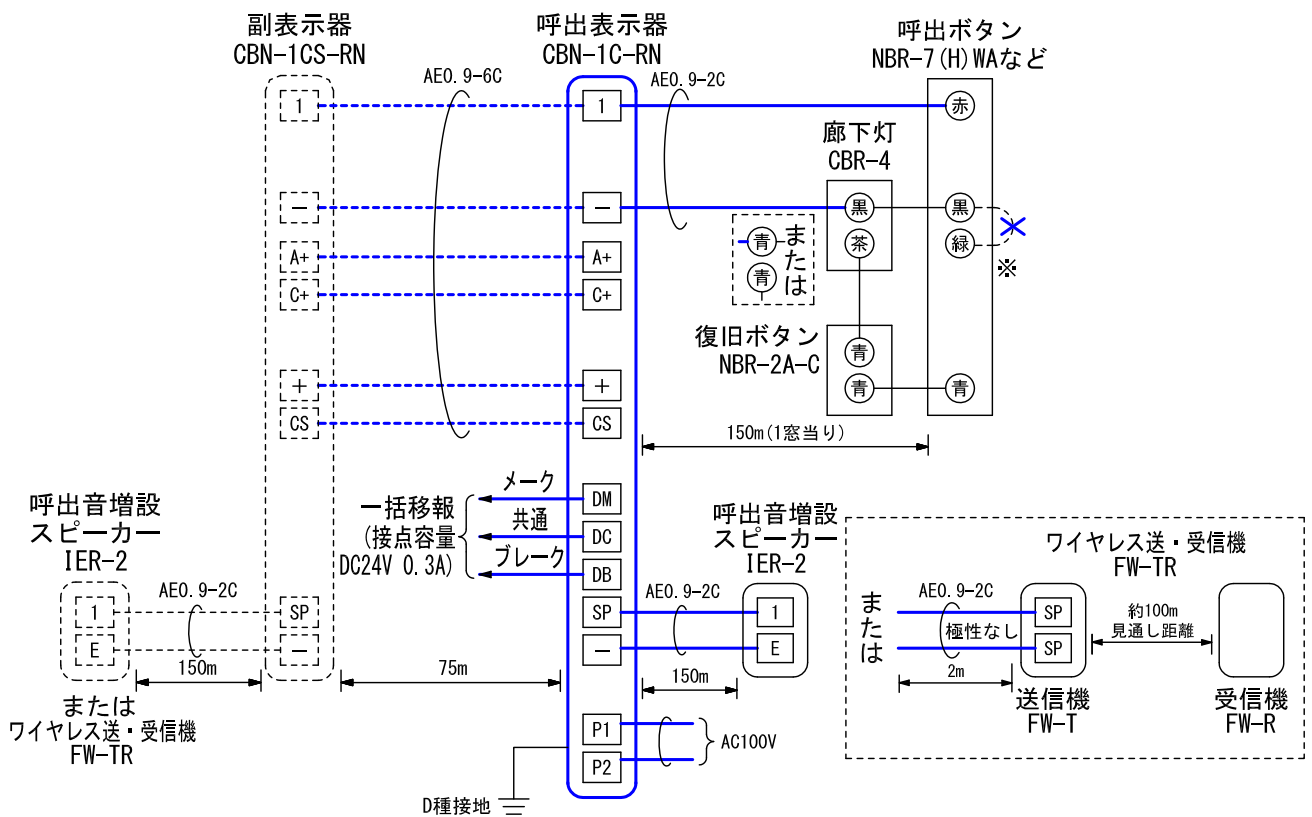 副表示器
CBN-1CS-RN
呼出表示器
CBN-1C-RN
呼出ボタン
NBR-7(H)WAなど
AE0.9-6C
AE0.9-2C
1
1
赤
廊下灯
CBR-4
−
−
黒
黒
青
または
青
茶
緑
※
A+
A+
C+
C+
復旧ボタン
NBR-2A-C
青
青
青
+
+
CS
CS
150m(1窓当り)
一括移報
(接点容量
DC24V 0.3A)
メーク
共通
ブレーク
DM
DC
DB
呼出音増設
スピーカー
IER-2
AE0.9-2C
1
E
SP
−
150m
または
ワイヤレス送・受信機
FW-TR
75m
SP
−
AE0.9-2C
呼出音増設
スピーカー
IER-2
1
E
150m
P1
P2
AC100V
D種接地
ワイヤレス送・受信機
FW-TR
または
AE0.9-2C
極性なし
SP
SP
約100m
見通し距離
2m
送信機
FW-T
受信機
FW-R